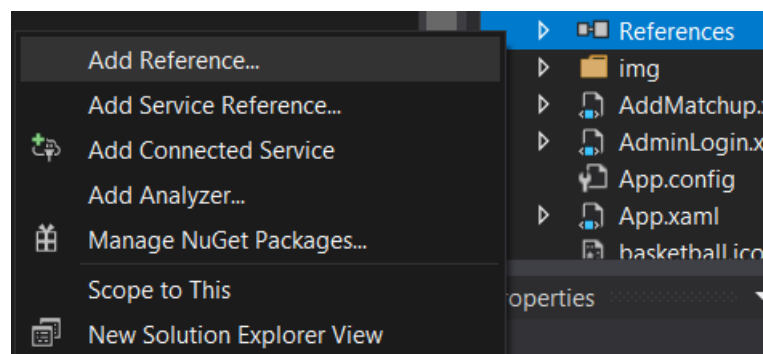 Add Reference...
Add Service Reference...
Add Connected Service
Add Analyzer...
Manage NuGet Packages...
Scope to This
New Solution Explorer View
References
img
AddMatchup.
AdminLogin.x
App.config
App.xaml
basketball.ico
operties